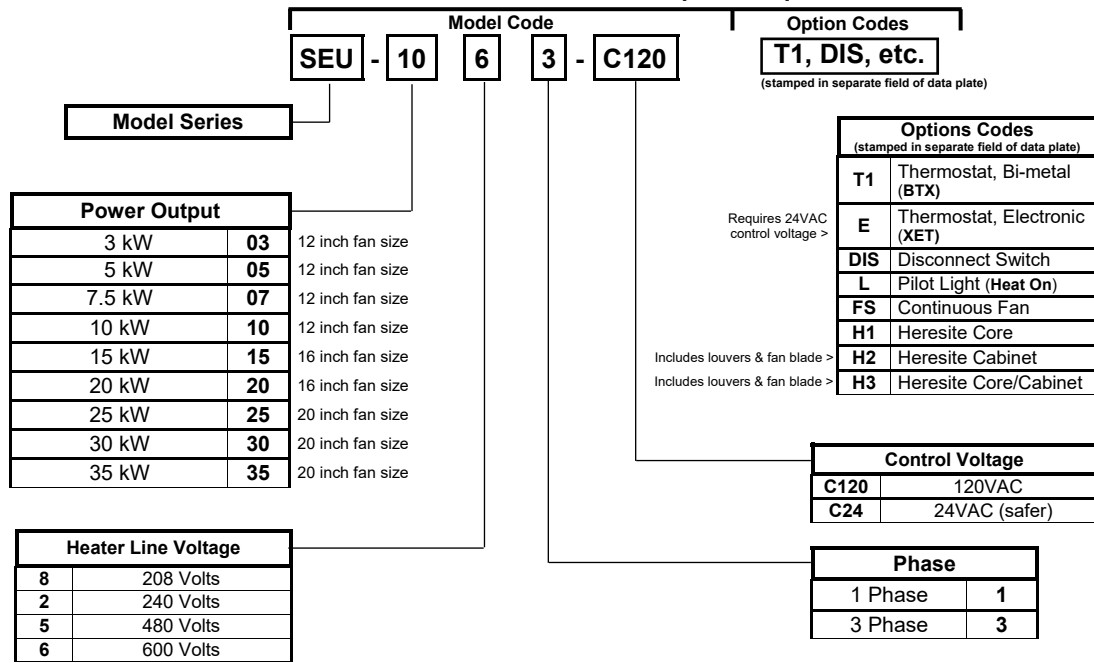 Model Code
Option Codes
SEU - 10 6 3 - C120
T1, DIS, etc.
(stamped in separate field of data plate)
Model Series
Power Output
3 kW 03 12 inch fan size
5 kW 05 12 inch fan size
7.5 kW 07 12 inch fan size
10 kW 10 12 inch fan size
15 kW 15 16 inch fan size
20 kW 20 16 inch fan size
25 kW 25 20 inch fan size
30 kW 30 20 inch fan size
35 kW 35 20 inch fan size
Heater Line Voltage
8 208 Volts
2 240 Volts
5 480 Volts
6 600 Volts
Options Codes
(stamped in separate field of data plate)
T1 Thermostat, Bi-metal
(BTX)
Requires 24VAC
control voltage >
E Thermostat, Electronic
(XET)
DIS Disconnect Switch
L Pilot Light (Heat On)
FS Continuous Fan
H1 Heresite Core
Includes louvers & fan blade > H2 Heresite Cabinet
Includes louvers & fan blade > H3 Heresite Core/Cabinet
Control Voltage
C120 120VAC
C24 24VAC (safer)
Phase
1 Phase 1
3 Phase 3